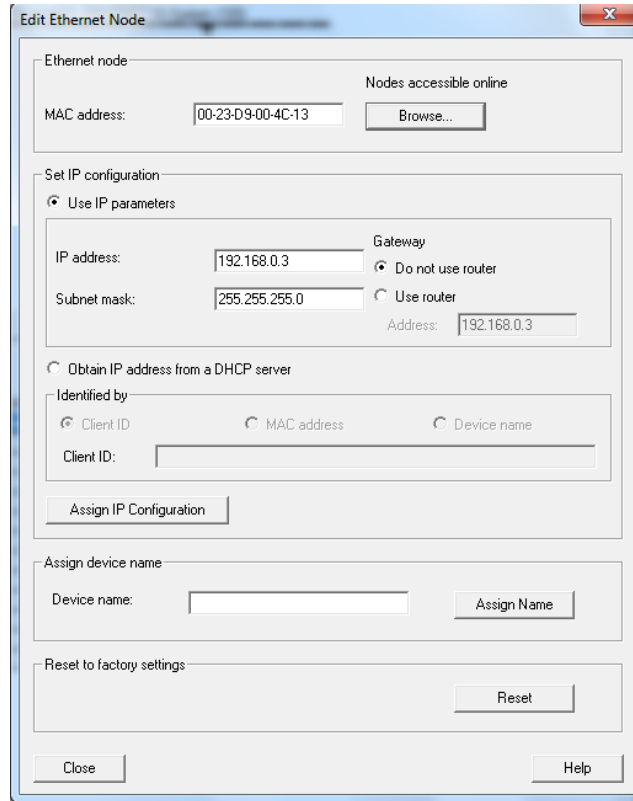 Edit Ethernet Node
Ethernet node
Nodes accessible online
MAC address: 00-23-D9-00-4C-13 Browse...
Set IP configuration
Use IP parameters
Gateway
IP address: 192.168.0.3 Do not use router
Subnet mask: 255.255.255.0 Use router
Address: 192.168.0.3
Obtain IP address from a DHCP server
Identified by
Client ID MAC address Device name
Client ID:
Assign IP Configuration
Assign device name
Device name: Assign Name
Reset to factory settings
Reset
Close Help